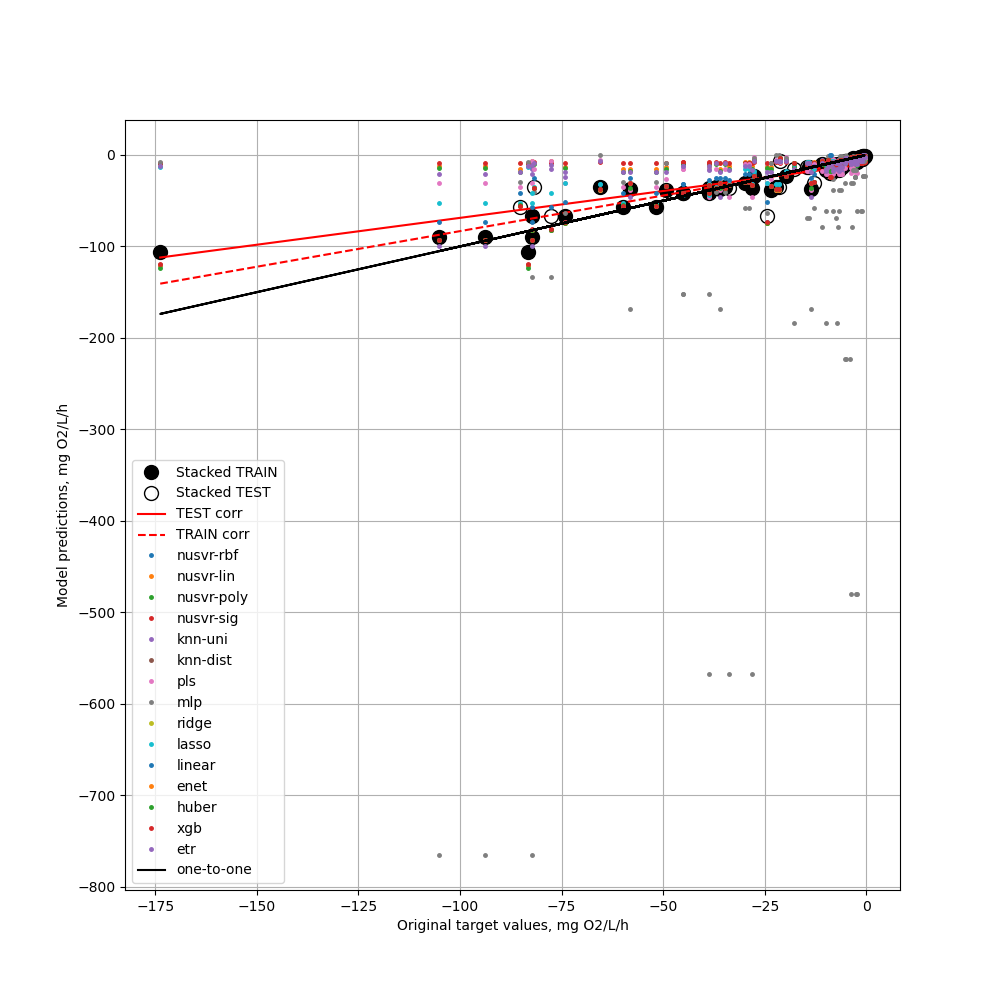 0
−100
−200
−300
−400
−500
−600
−700
−800
Model predictions, mg O2/L/h
Stacked TRAIN
Stacked TEST
TEST corr
TRAIN corr
nusvr-rbf
nusvr-lin
nusvr-poly
nusvr-sig
knn-uni
knn-dist
pls
mlp
ridge
lasso
linear
enet
huber
xgb
etr
one-to-one
−175 −150 −125 −100 −75 −50 −25 0
Original target values, mg O2/L/h